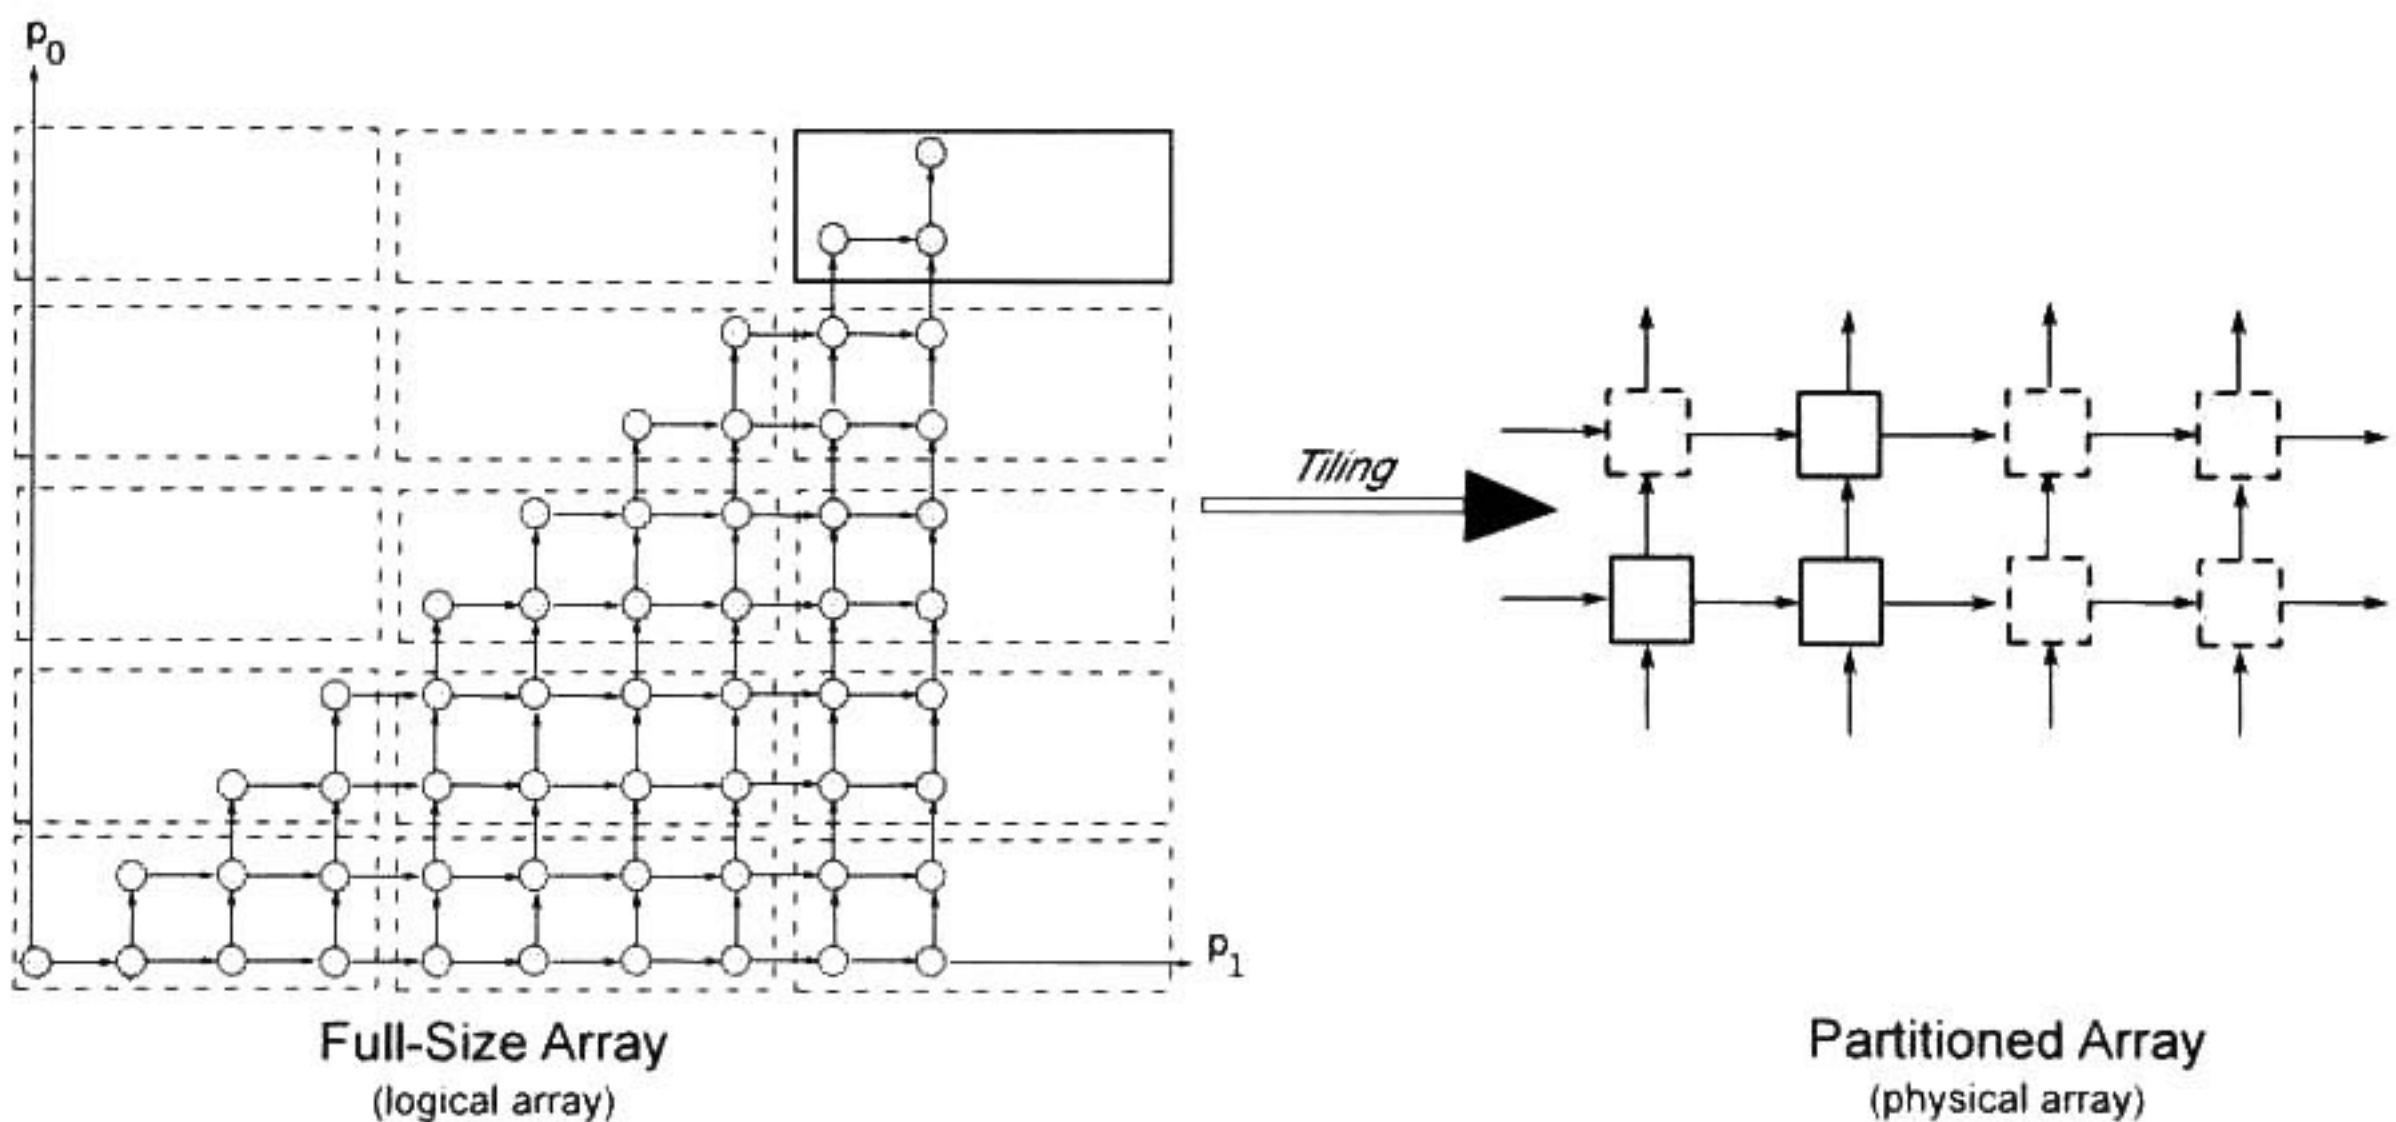 p0
Tiling
p1
Full-Size Array
(logical array)
Partitioned Array
(physical array)